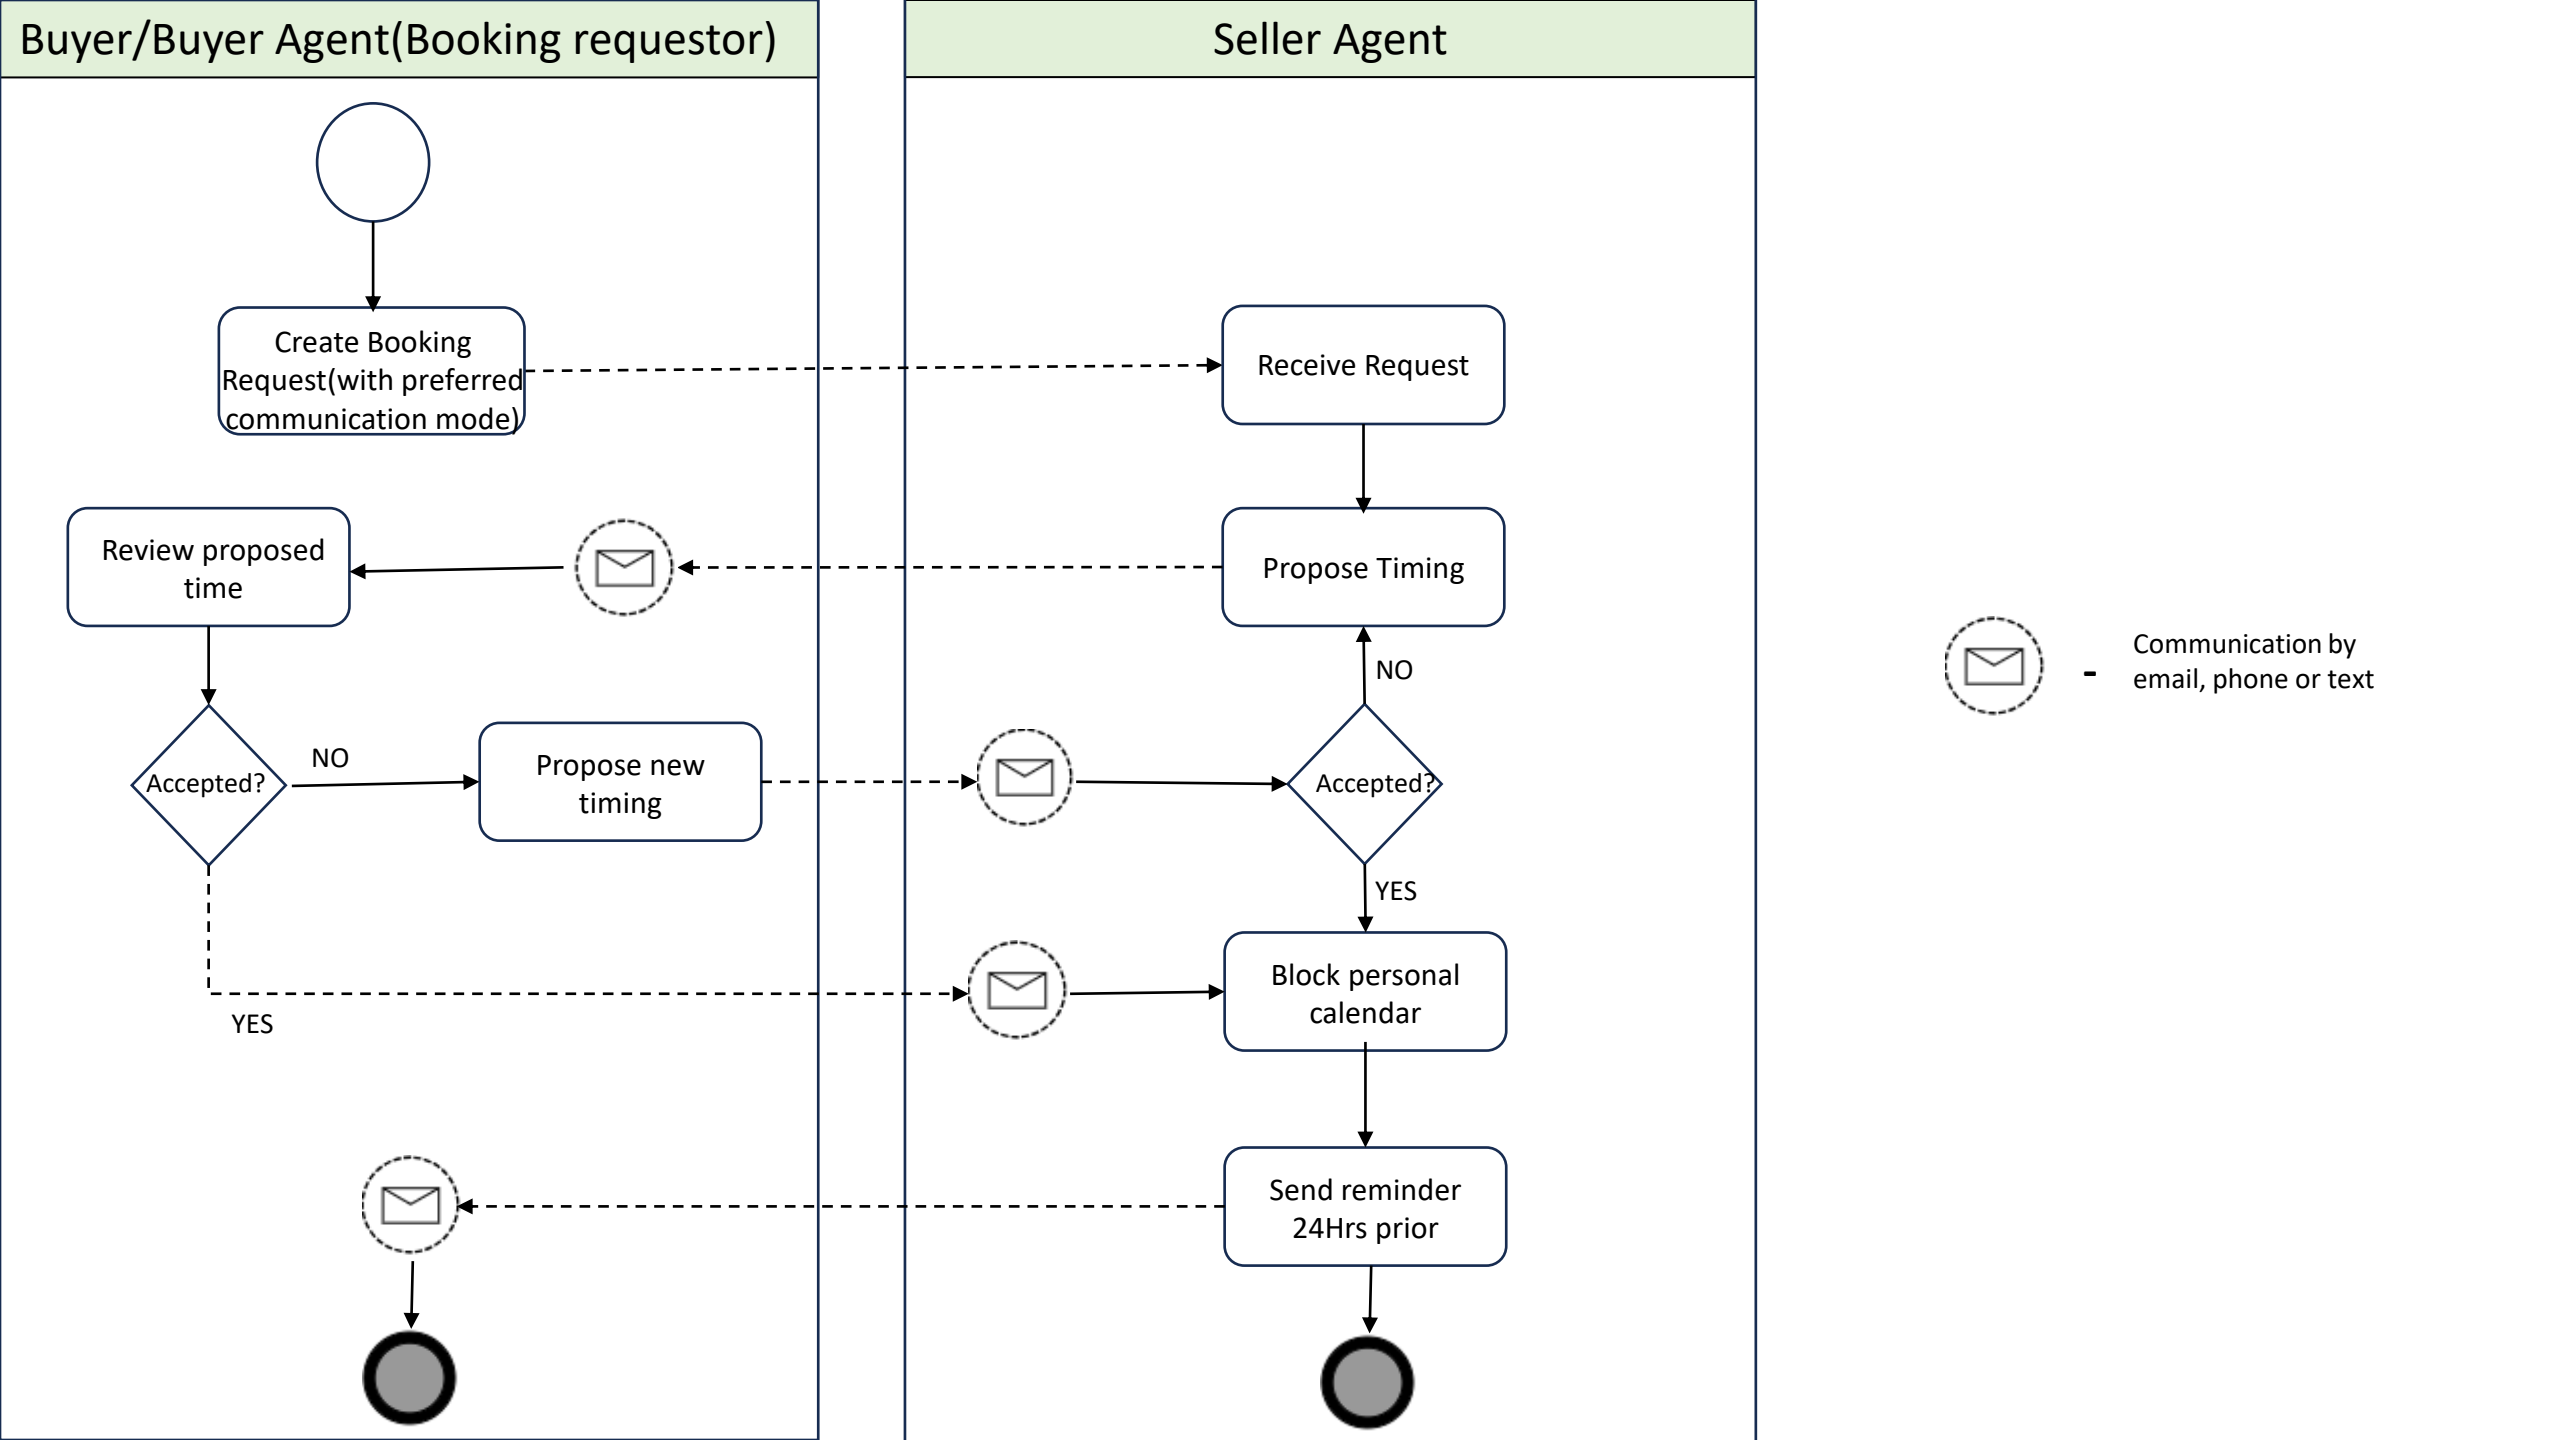 Buyer/Buyer Agent(Booking requestor)
Seller Agent
Create Booking
Request(with preferred
communication mode)
Receive Request
Review proposed
time
Propose Timing
NO
Communication by
- email, phone or text
NO
Accepted?
Propose new
timing
Accepted?
YES
Block personal
calendar
YES
Send reminder
24Hrs prior